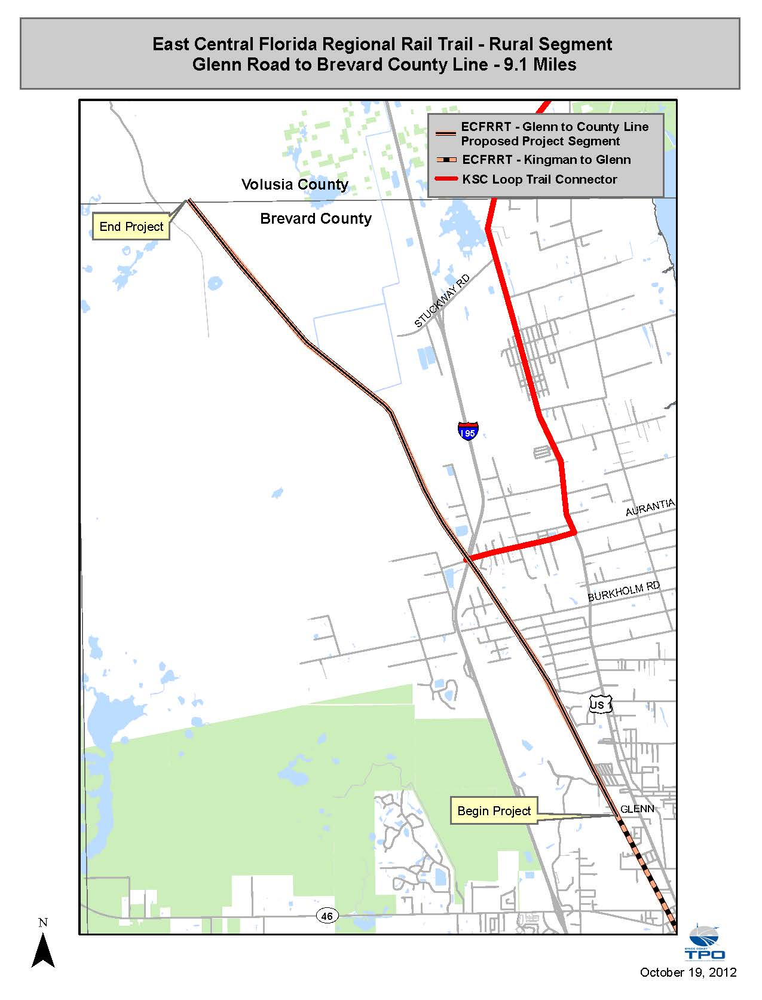 East Central Florida Regional Rail Trail - Rural Segment
Glenn Road to Brevard County Line - 9.1 Miles
ECFRRT - Glenn to County Line
Proposed Project Segment
ECFRRT - Kingman to Glenn
KSC Loop Trail Connector
Volusia County
Brevard County
End Project
STUCKWAY RD
I 95
AURANTIA
BURKHOLM RD
US 1
Begin Project
GLENN
46
N
SPACE COAST
TPO
October 19, 2012